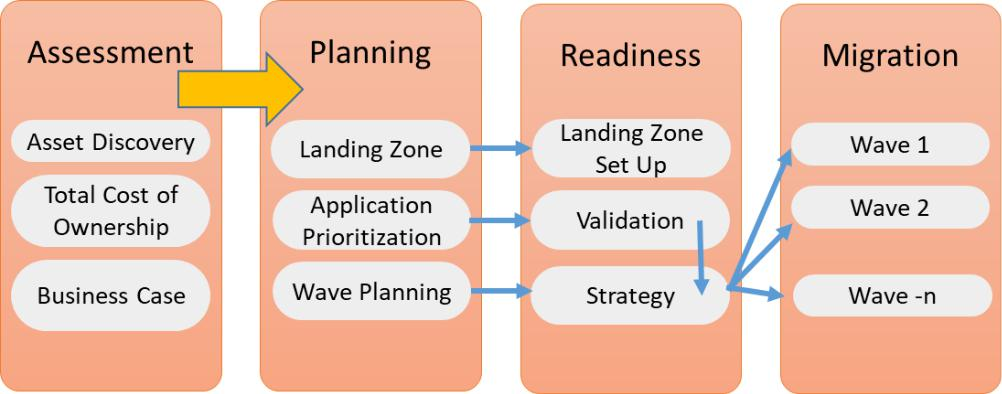 Assessment
Asset Discovery
Total Cost of
Ownership
Business Case
Planning
Landing Zone
Application
Prioritization
Wave Planning
Readiness
Landing Zone
Set Up
Validation
Strategy
Migration
Wave 1
Wave 2
Wave -n